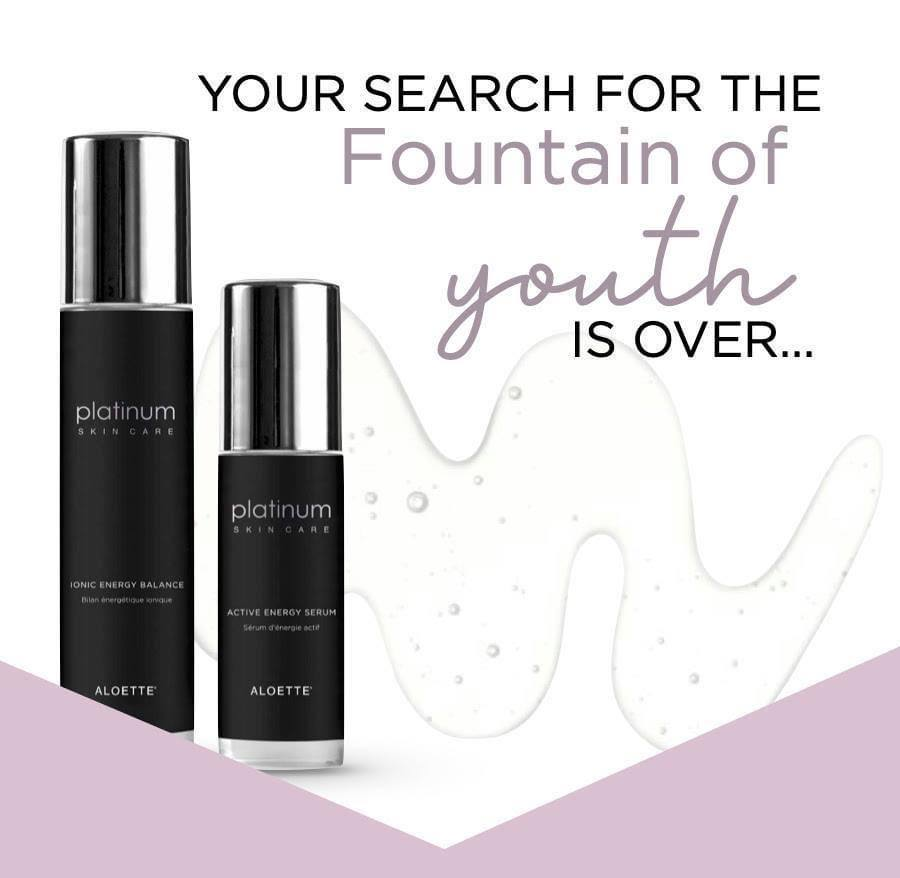 YOUR SEARCH FOR THE
Fountain of
youth
IS OVER...
platinum
SKIN CARE
IONIC ENERGY BALANCE
Bilan énergétique ionique
ALOETTE®
platinum
SKIN CARE
ACTIVE ENERGY SERUM
Sérum d'énergie actif
ALOETTE®